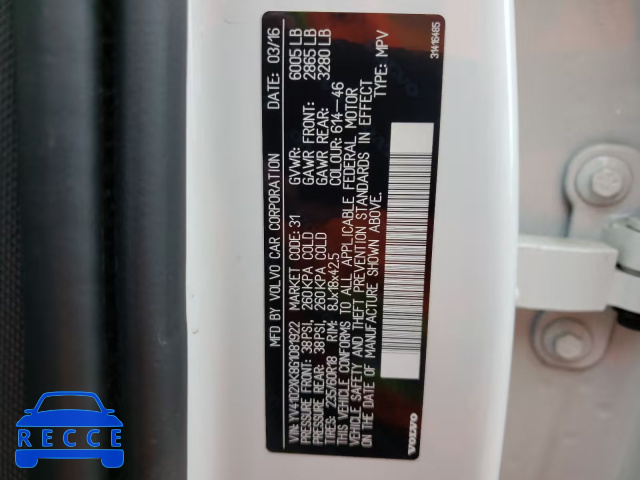 MFD BY VOLVO CAR CORPORATION DATE: 03/16
VIN: YV4102XK3G1081922 MARKET CODE: 31 GVWR: 6005 LB
PRESSURE FRONT: 38PSI, 260KPA COLD GAWR FRONT: 2865 LB
PRESSURE REAR: 38PSI, 260KPA COLD GAWR REAR: 3280 LB
TIRES: 235/60R18 RIM: 8Jx18x42.5 COLOUR: 614--46
THIS VEHICLE CONFORMS TO ALL APPLICABLE FEDERAL MOTOR
VEHICLE SAFETY AND THEFT PREVENTION STANDARDS IN EFFECT
ON THE DATE OF MANUFACTURE SHOWN ABOVE. TYPE: MPV
VOLVO
31416485
RECCE